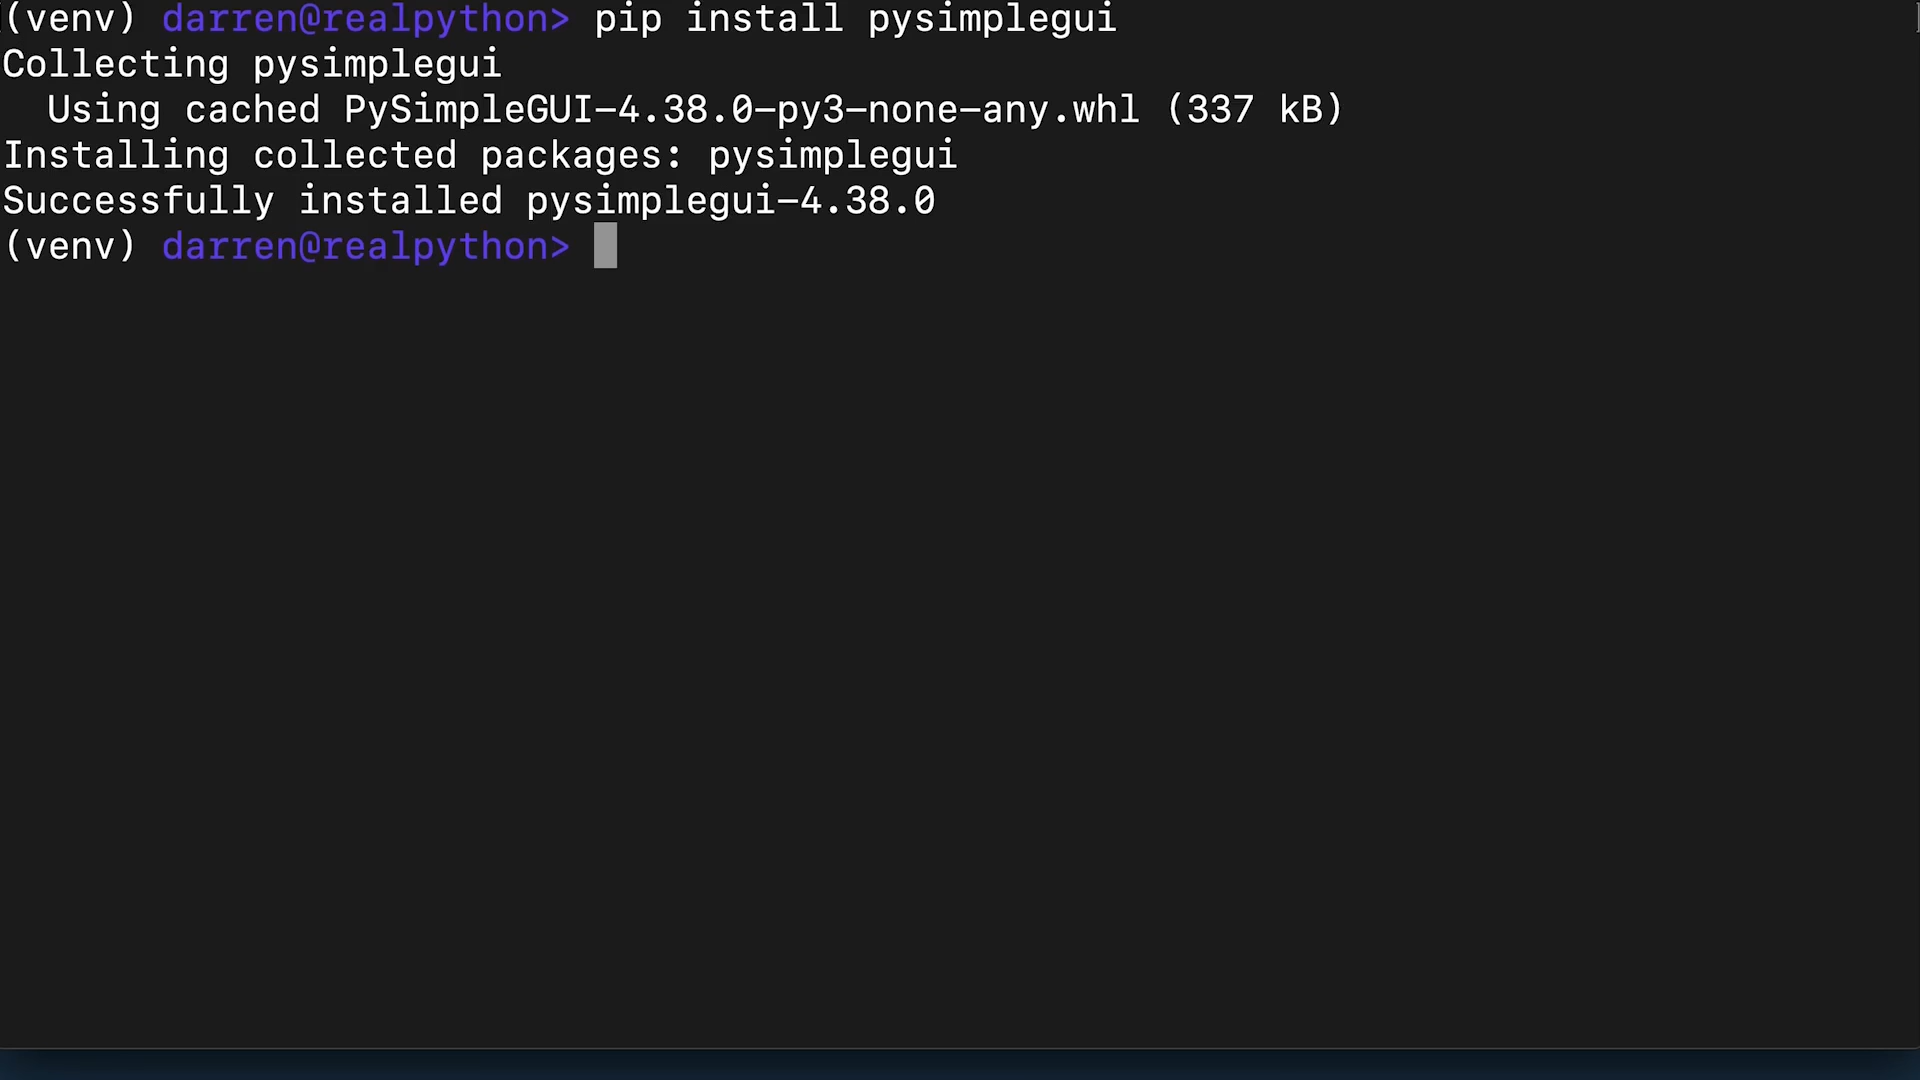 (venv) darren@realpython> pip install pysimplegui
Collecting pysimplegui
  Using cached PySimpleGUI-4.38.0-py3-none-any.whl (337 kB)
Installing collected packages: pysimplegui
Successfully installed pysimplegui-4.38.0
(venv) darren@realpython>